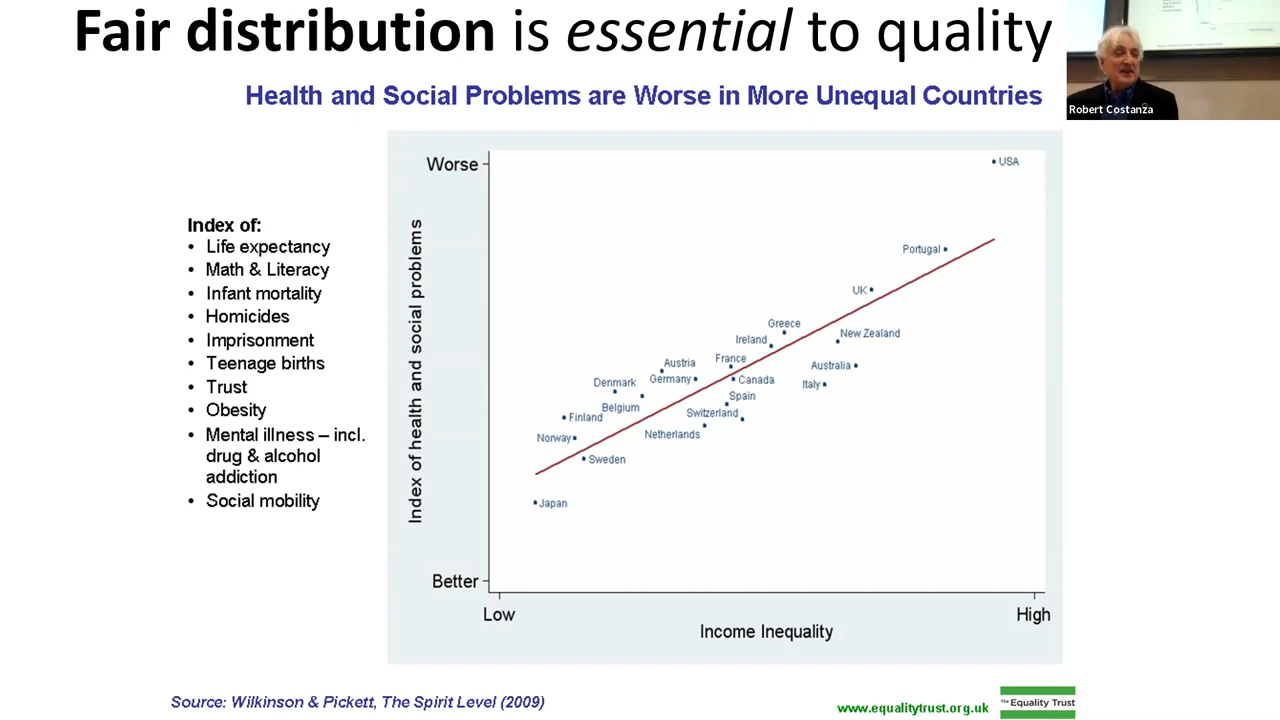 Fair distribution is essential to quality
Health and Social Problems are Worse in More Unequal Countries
Robert Costanza
Index of:
• Life expectancy
• Math & Literacy
• Infant mortality
• Homicides
• Imprisonment
• Teenage births
• Trust
• Obesity
• Mental illness – incl.
drug & alcohol
addiction
• Social mobility
Index of health and social problems
Worse
Better
USA
Portugal
UK
Greece
New Zealand
Ireland
France
Austria
Australia
Germany
Canada
Italy
Denmark
Spain
Belgium
Switzerland
Finland
Netherlands
Norway
Sweden
Japan
Low
High
Income Inequality
Source: Wilkinson & Pickett, The Spirit Level (2009)
www.equalitytrust.org.uk
The Equality Trust